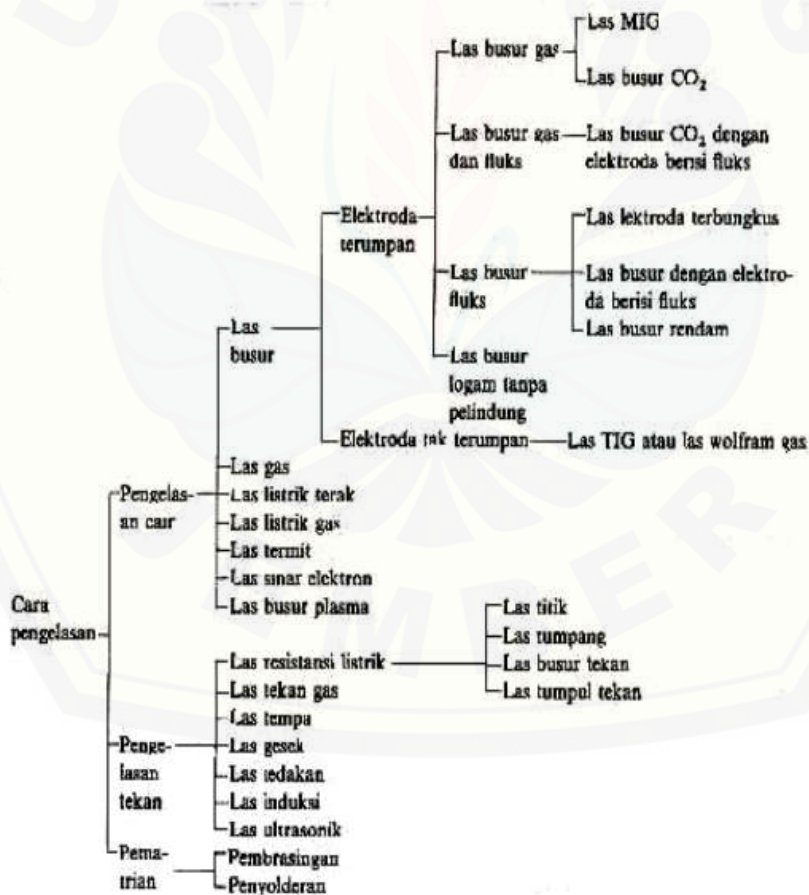 Las MIG
Las busur gas
Las busur CO₂
Las busur gas
dan fluks
Las busur CO₂ dengan
elektroda berisi fluks
Elektroda
terumpan
Las lektroda terbungkus
Las busur
fluks
Las busur dengan elektro-
da berisi fluks
Las busur rendam
Las
busur
Las busur
logam tanpa
pelindung
Elektroda tak terumpan
Las TIG atau las wolfram gas
Pengelas-
an cair
Las gas
Las listrik terak
Las listrik gas
Las termit
Las sinar elektron
Las busur plasma
Cara
pengelasan
Las resistansi listrik
Las titik
Las tumpang
Las busur tekan
Las tumpul tekan
Las tekan gas
Las tempa
Penge-
lasan
tekan
Las gesek
Las ledakan
Las induksi
Las ultrasonik
Pema-
trian
Pembrasingan
Penyolderan
EMBER